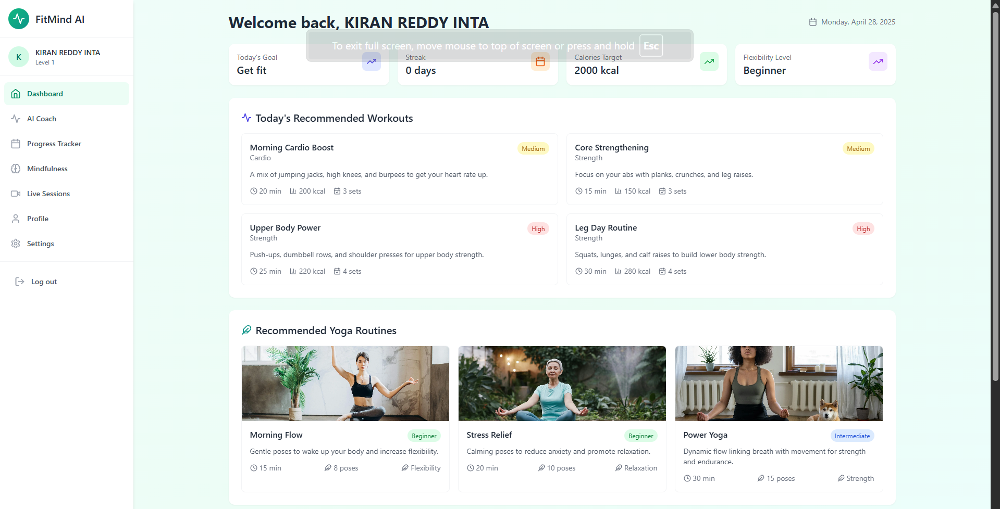 FitMind AI
K
KIRAN REDDY INTA
Level 1
Dashboard
AI Coach
Progress Tracker
Mindfulness
Live Sessions
Profile
Settings
Log out
Welcome back, KIRAN REDDY INTA
Monday, April 28, 2025
To exit full screen, move mouse to top of screen or press and hold Esc
Today's Goal
Get fit
Streak
0 days
Calories Target
2000 kcal
Flexibility Level
Beginner
Today's Recommended Workouts
Morning Cardio Boost
Medium
Cardio
A mix of jumping jacks, high knees, and burpees to get your heart rate up.
20 min 200 kcal 3 sets
Core Strengthening
Medium
Strength
Focus on your abs with planks, crunches, and leg raises.
15 min 150 kcal 3 sets
Upper Body Power
High
Strength
Push-ups, dumbbell rows, and shoulder presses for upper body strength.
25 min 220 kcal 4 sets
Leg Day Routine
High
Strength
Squats, lunges, and calf raises to build lower body strength.
30 min 280 kcal 4 sets
Recommended Yoga Routines
Morning Flow
Beginner
Gentle poses to wake up your body and increase flexibility.
15 min 8 poses Flexibility
Stress Relief
Beginner
Calming poses to reduce anxiety and promote relaxation.
20 min 10 poses Relaxation
Power Yoga
Intermediate
Dynamic flow linking breath with movement for strength
and endurance.
30 min 15 poses Strength